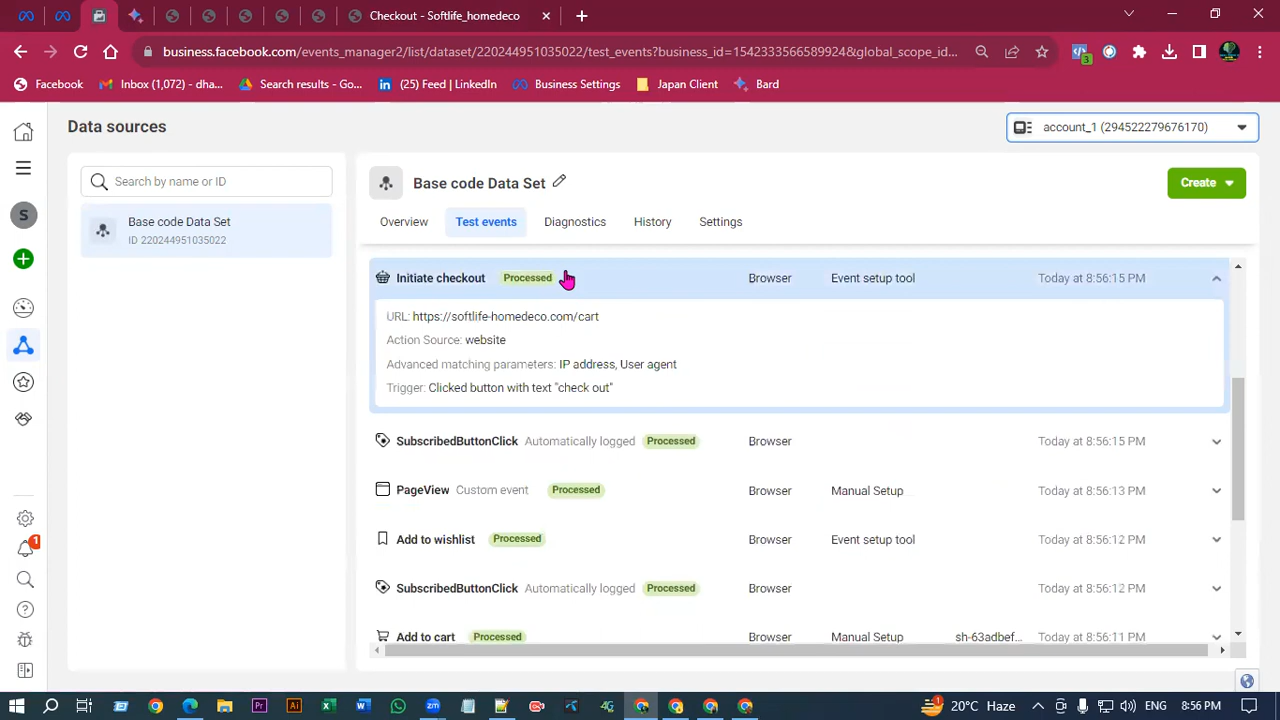 Checkout - Softlife_homedeco
business.facebook.com/events_manager2/list/dataset/220244951035022/test_events?business_id=1542333566589924&global_scope_id...
3
Facebook
Inbox (1,072) - dha...
Search results - Goo...
(25) Feed | LinkedIn
Business Settings
Japan Client
Bard
Data sources
account_1 (294522279676170)
Search by name or ID
Base code Data Set
Create
S
Base code Data Set
ID 220244951035022
Overview
Test events
Diagnostics
History
Settings
Initiate checkout
Processed
Browser
Event setup tool
Today at 8:56:15 PM
URL: https://softlife-homedeco.com/cart
Action Source: website
Advanced matching parameters: IP address, User agent
Trigger: Clicked button with text "check out"
SubscribedButtonClick Automatically logged Processed Browser Today at 8:56:15 PM
PageView Custom event Processed Browser Manual Setup Today at 8:56:13 PM
Add to wishlist Processed Browser Event setup tool Today at 8:56:12 PM
SubscribedButtonClick Automatically logged Processed Browser Today at 8:56:12 PM
Add to cart Processed Browser Manual Setup sh-63adbef... Today at 8:56:11 PM
1
Pr
Ai
zm
4G
1
20°C Haze
ENG
8:56 PM